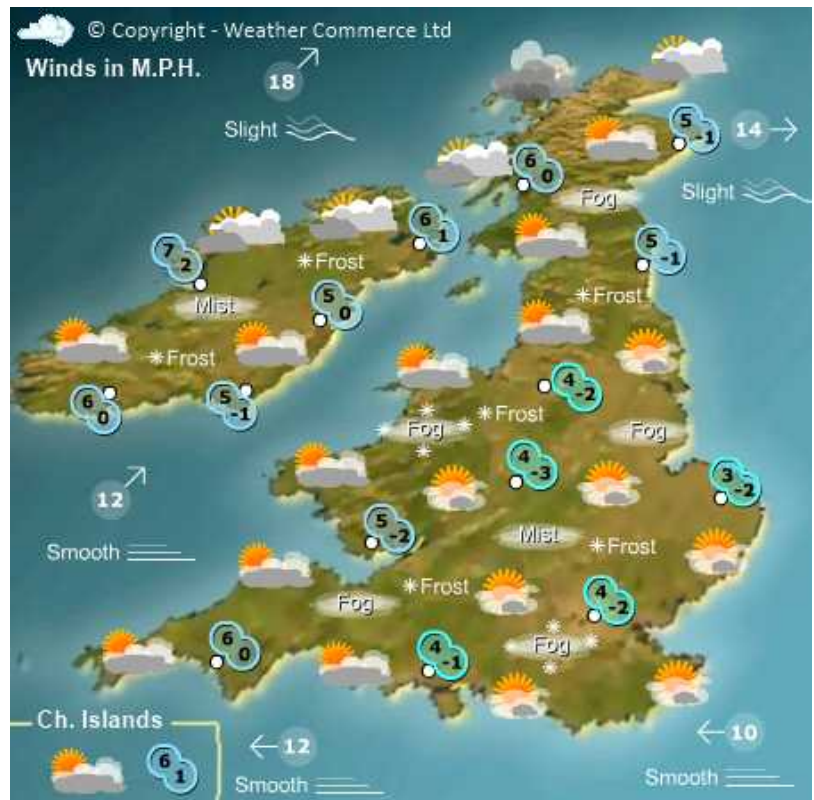 © Copyright - Weather Commerce Ltd
Winds in M.P.H.
18
Slight
5
-1
14
6
0
Slight
Fog
6
1
7
2
Frost
5
-1
Mist
5
0
Frost
Frost
4
-2
6
0
5
-1
Fog
Frost
Fog
4
-3
3
-2
12
5
-2
Mist
Frost
Smooth
Frost
Fog
4
-2
6
0
4
-1
Fog
Ch. Islands
6
1
12
Smooth
10
Smooth